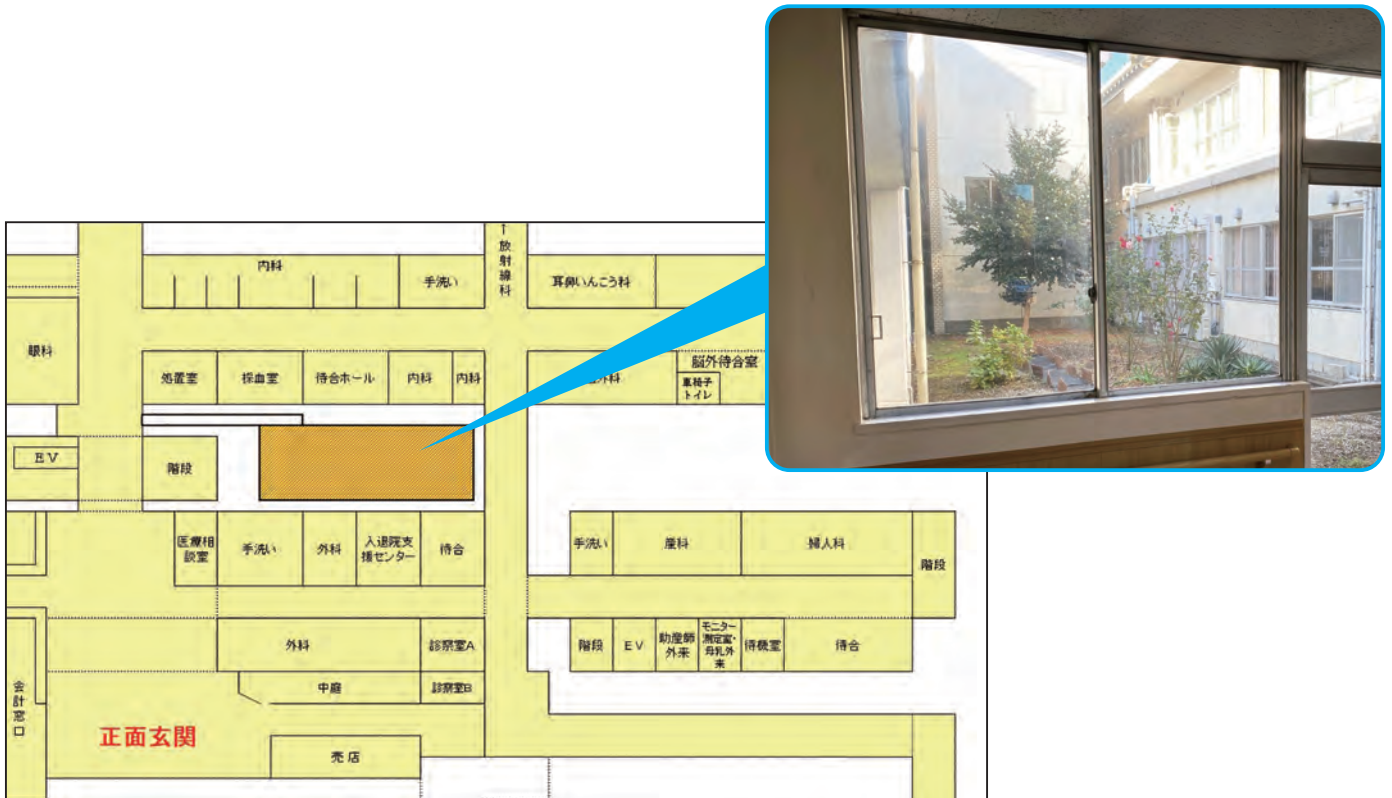 ↑放射線科
内科
手洗い
耳鼻いんこう科
眼科
処置室
採血室
待合ホール
内科
内科
外科
脳外待合室
車椅子
トイレ
EV
階段
医療相
談室
手洗い
外科
入退院支
援センター
待合
手洗い
産科
婦人科
階段
外科
診察室A
階段
EV
助産師
外来
モニター
測定室・
母乳外
来
待機室
待合
会計窓口
中庭
診察室B
正面玄関
売店